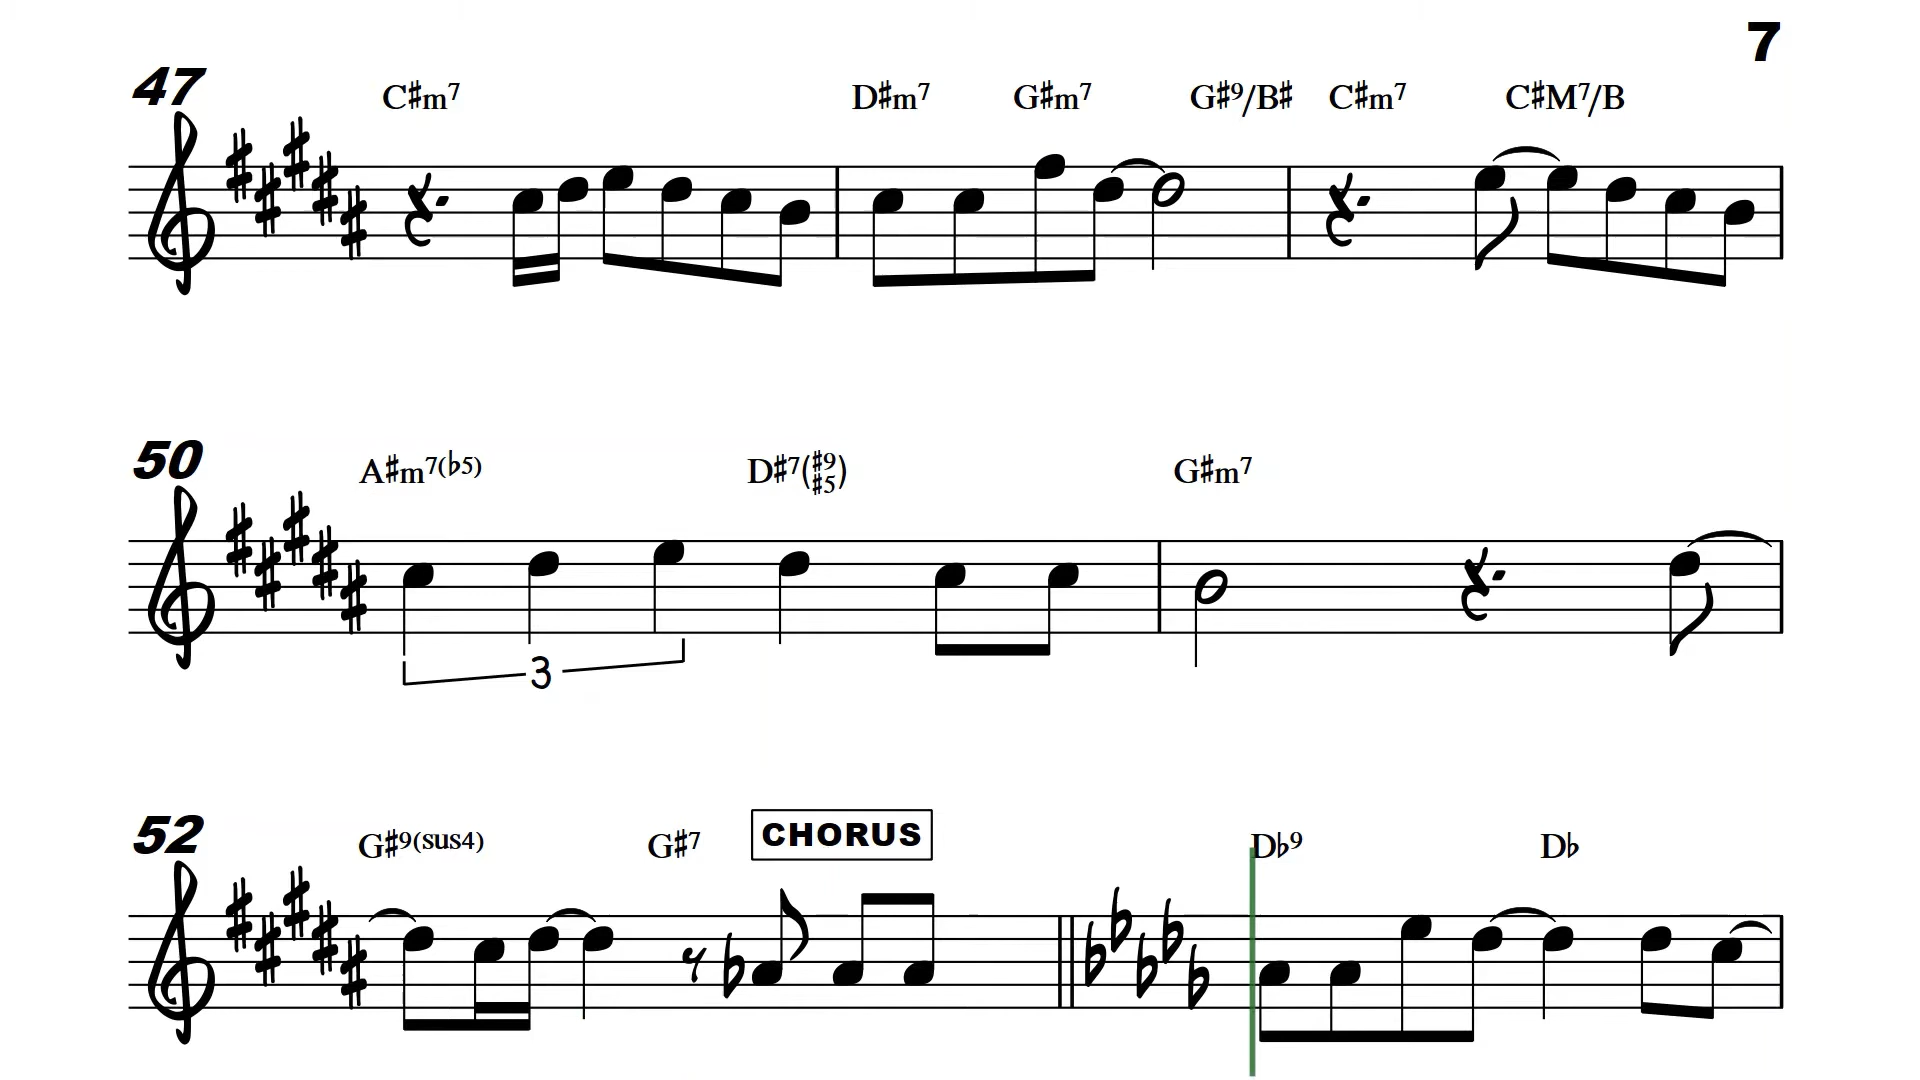 7
47
C♯m7 D♯m7 G♯m7 G♯9/B♯ C♯m7 C♯M7/B
50
A♯m7(♭5) D♯7(♯9 ♯5) G♯m7
3
52
G♯9(sus4) G♯7 CHORUS D♭9 D♭